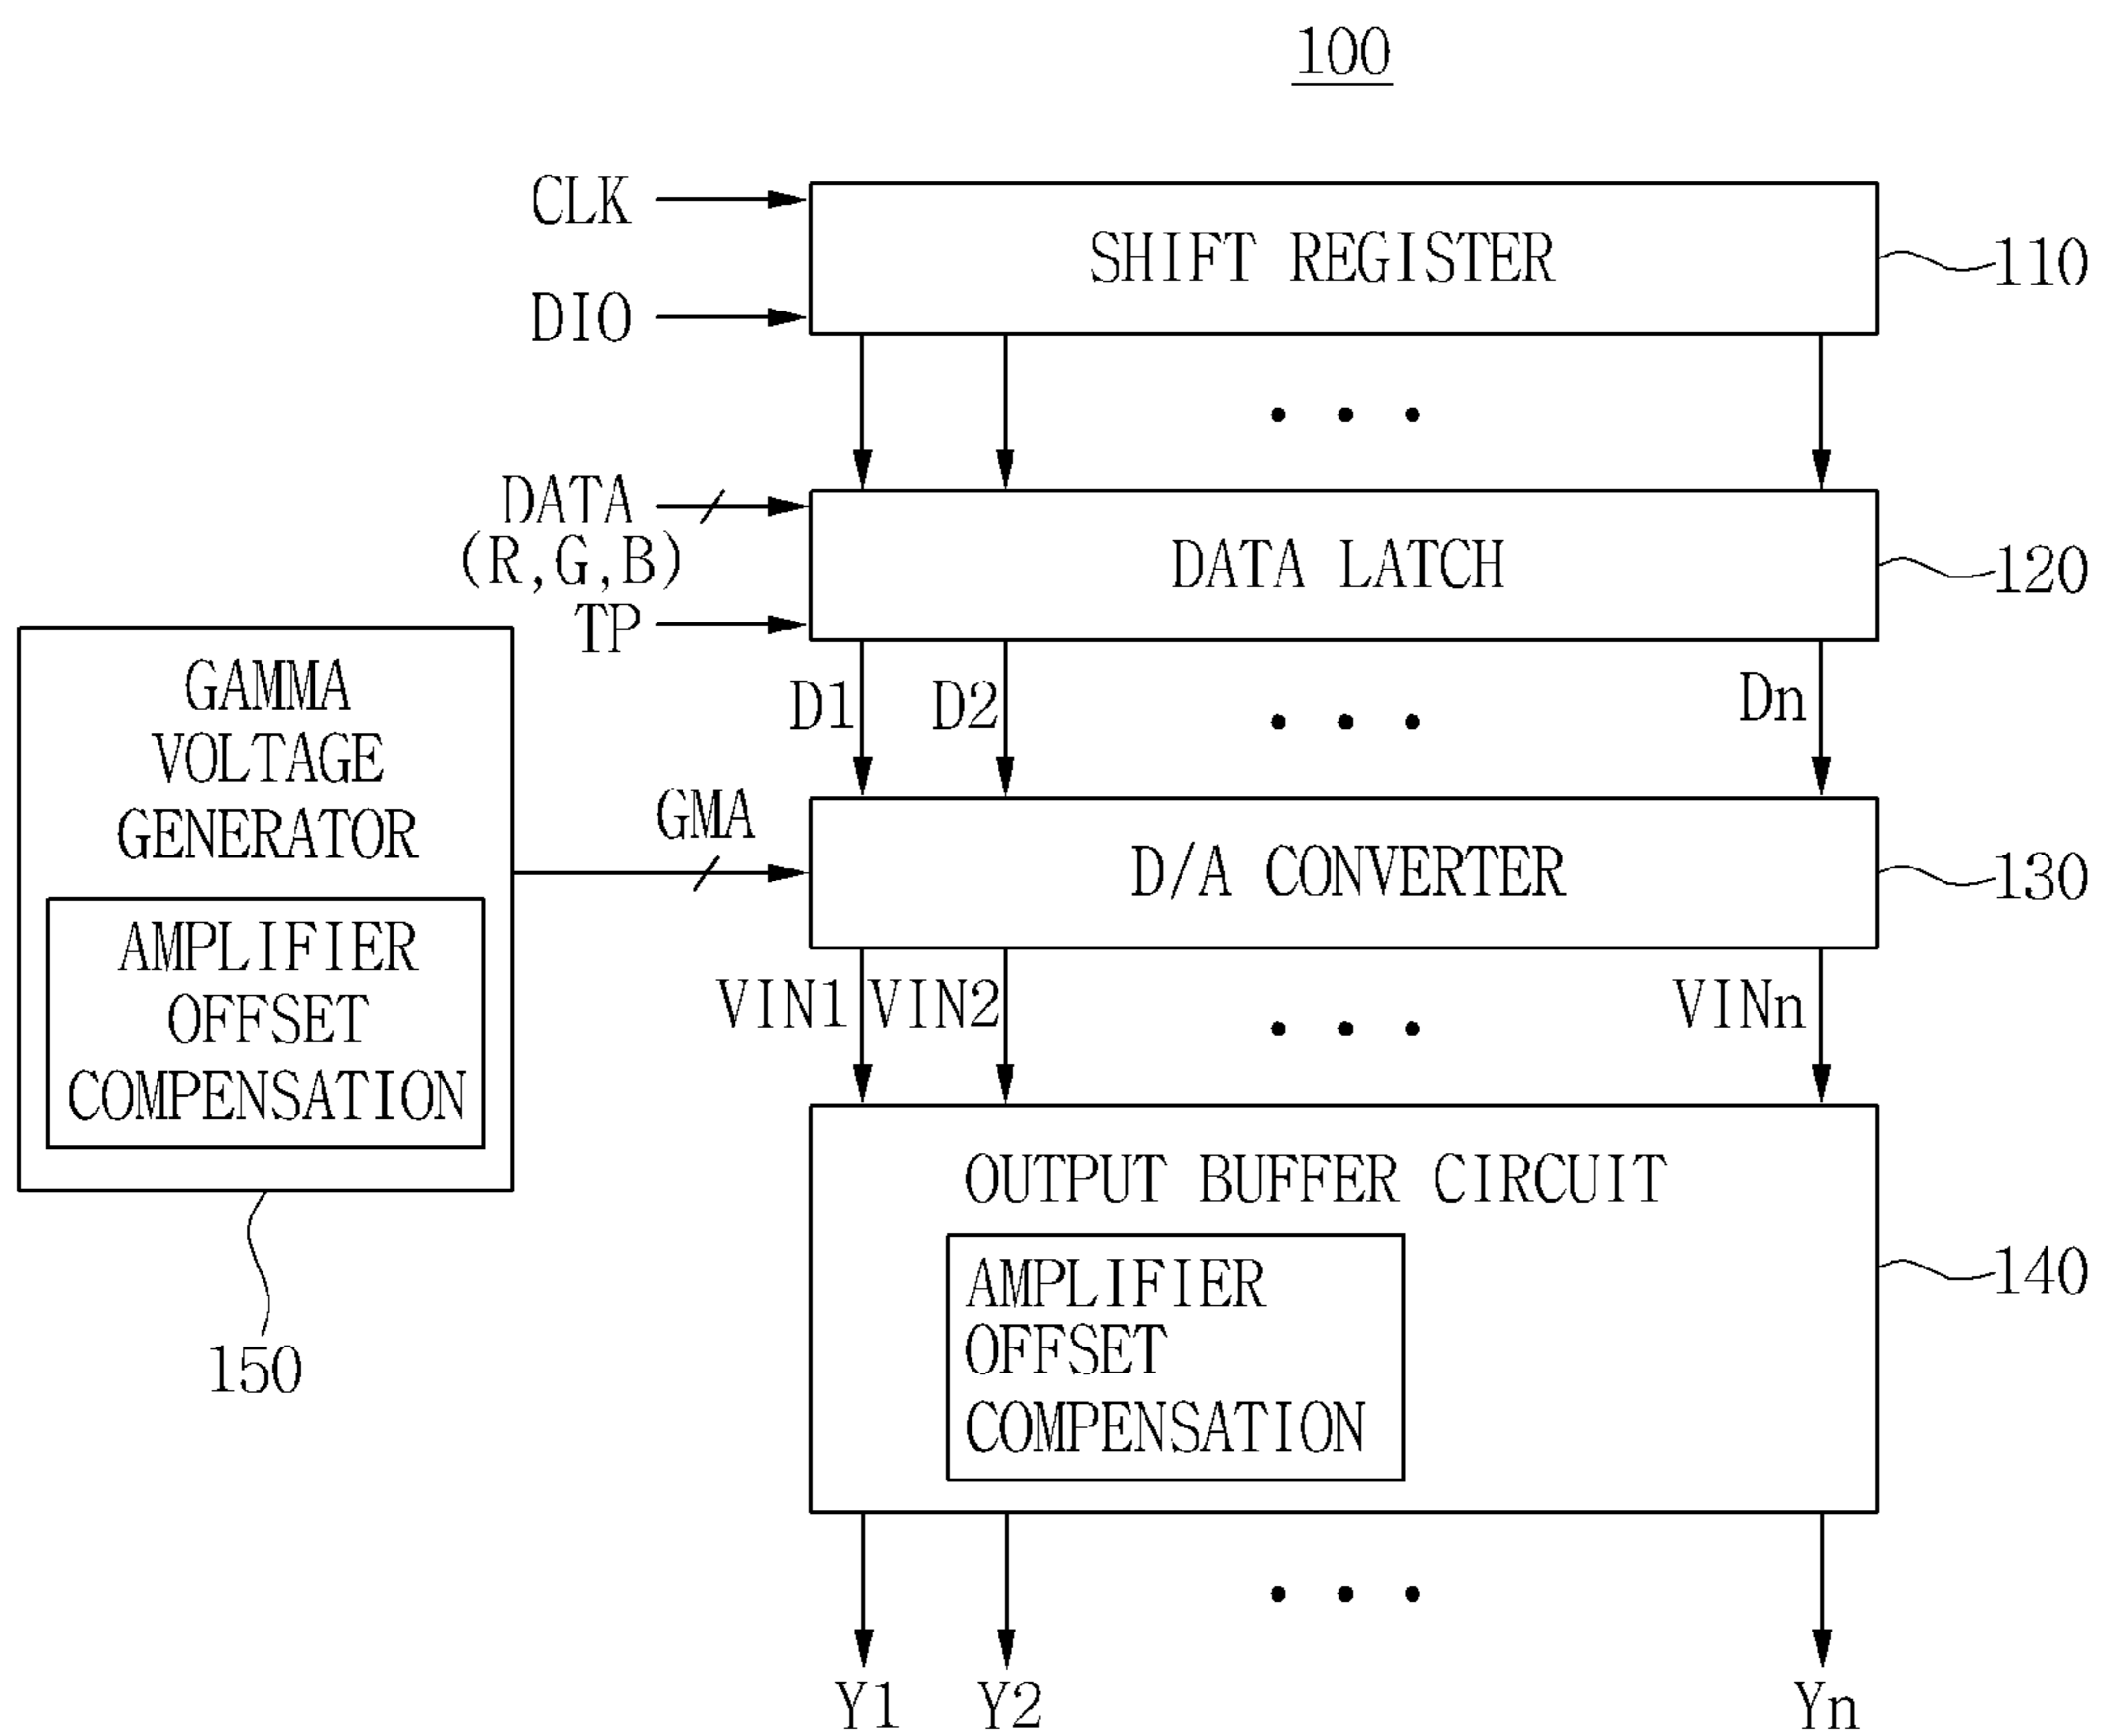 100
CLK
SHIFT REGISTER
110
DIO
DATA
(R,G,B)
DATA LATCH
120
TP
D1
D2
Dn
GAMMA
VOLTAGE
GENERATOR
GMA
D/A CONVERTER
130
AMPLIFIER
OFFSET
COMPENSATION
150
VIN1
VIN2
VINn
OUTPUT BUFFER CIRCUIT
AMPLIFIER
OFFSET
COMPENSATION
140
Y1
Y2
Yn